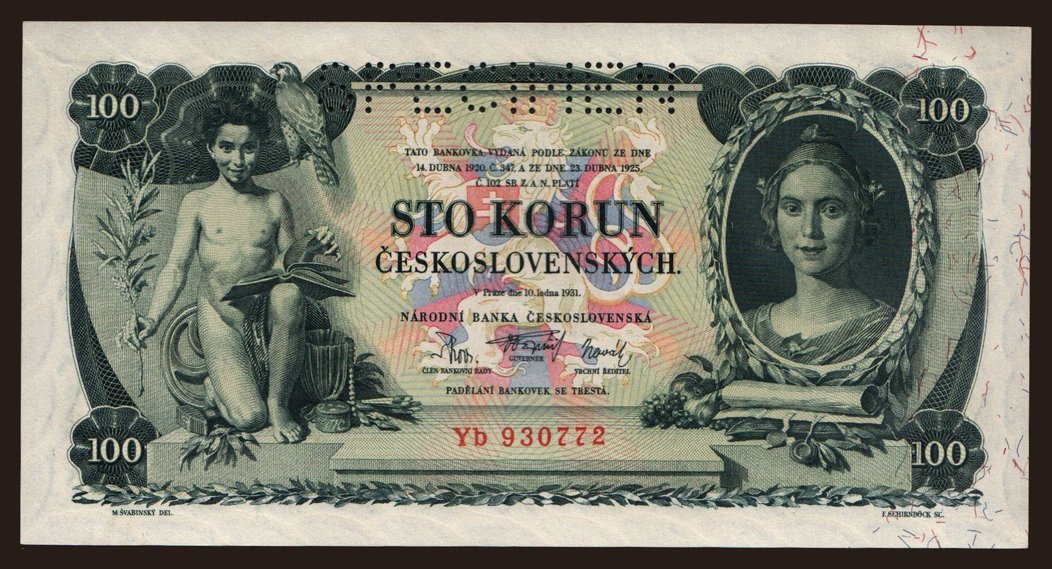 SPECIMEN
100
100
TATO BANKOVKA, VYDANÁ PODLE ZÁKONŮ ZE DNE
14. DUBNA 1920, Č. 347, A ZE DNE 23. DUBNA 1925,
Č. 102 SB. Z. A N. PLATÍ
STO KORUN
ČESKOSLOVENSKÝCH.
V Praze dne 10. ledna 1931.
NÁRODNÍ BANKA ČESKOSLOVENSKÁ
GUVERNÉR
ČLEN BANKOVNÍ RADY.
VRCHNÍ ŘEDITEL.
PADĚLÁNÍ BANKOVEK SE TRESTÁ.
Yb 930772
100
100
M. ŠVABINSKÝ DEL.
F. SCHIRNBÖCK SC.